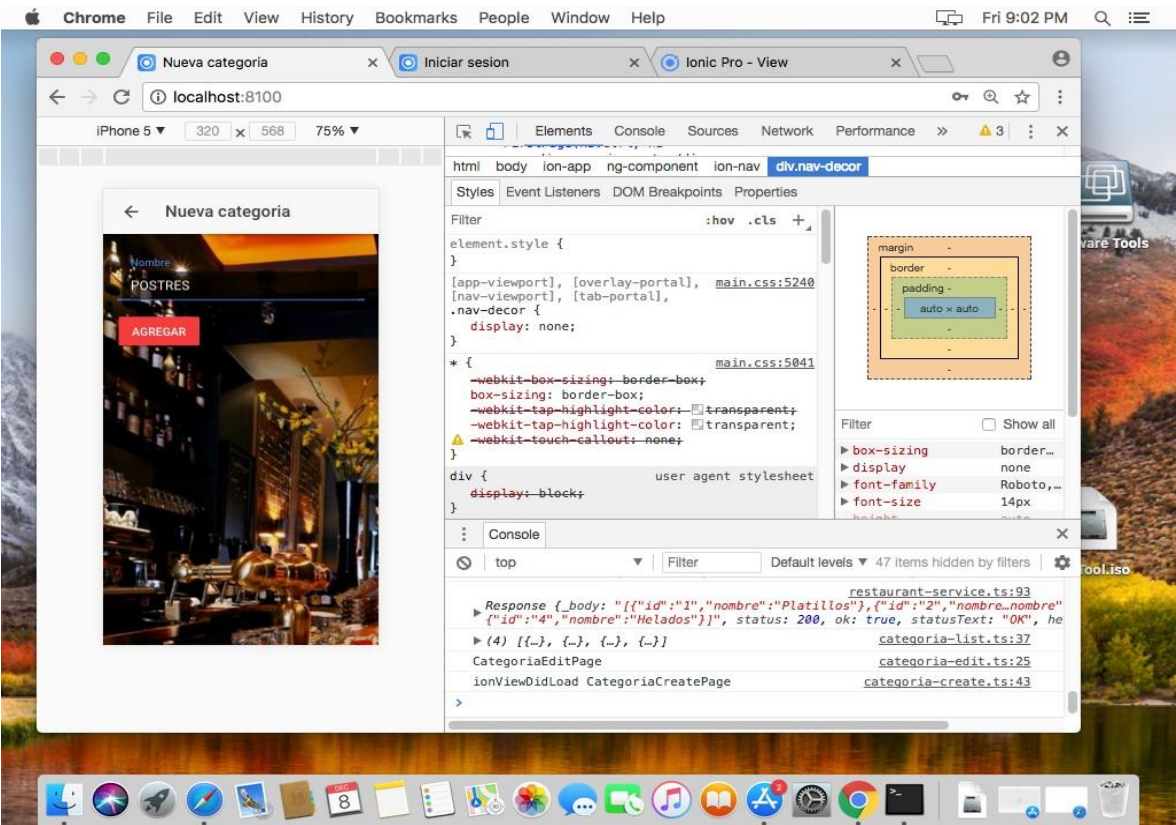 Chrome File Edit View History Bookmarks People Window Help Fri 9:02 PM
Nueva categoria
Iniciar sesion
Ionic Pro - View
localhost:8100
iPhone 5 ▼ 320 x 568 75% ▼
Elements Console Sources Network Performance » 3
html body ion-app ng-component ion-nav div.nav-decor
Styles Event Listeners DOM Breakpoints Properties
Nueva categoria
Nombre
POSTRES
AGREGAR
Filter :hov .cls +
element.style {
}
[app-viewport], [overlay-portal], main.css:5240
[nav-viewport], [tab-portal],
.nav-decor {
display: none;
}
* { main.css:5041
-webkit-box-sizing: border-box;
box-sizing: border-box;
-webkit-tap-highlight-color: transparent;
-webkit-tap-highlight-color: transparent;
-webkit-touch-callout: none;
}
div { user agent stylesheet
display: block;
}
margin -
border -
padding -
- - - auto × auto - - -
-
-
-
Filter Show all
box-sizing border…
display none
font-family Roboto,…
font-size 14px
height auto
Console
top ▼ Filter Default levels ▼ 47 items hidden by filters
restaurant-service.ts:93
Response {_body: "[{"id":"1","nombre":"Platillos"},{"id":"2","nombre…nombre"
{"id":"4","nombre":"Helados"}]", status: 200, ok: true, statusText: "OK", he
(4) [{…}, {…}, {…}, {…}] categoria-list.ts:37
CategoriaEditPage categoria-edit.ts:25
ionViewDidLoad CategoriaCreatePage categoria-create.ts:43
>
ware Tools
Tool.iso
DEC
8
2